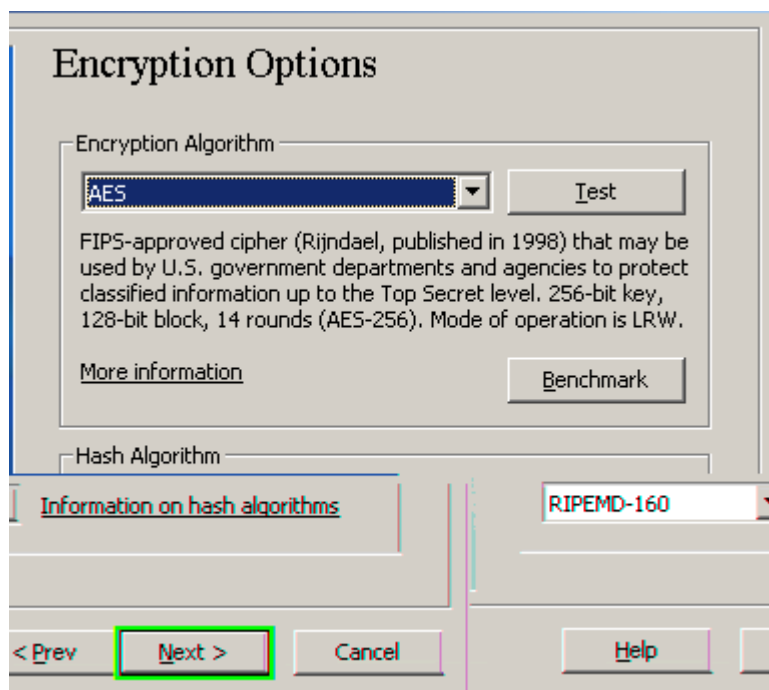 Encryption Options
Encryption Algorithm
AES
Test
FIPS-approved cipher (Rijndael, published in 1998) that may be
used by U.S. government departments and agencies to protect
classified information up to the Top Secret level. 256-bit key,
128-bit block, 14 rounds (AES-256). Mode of operation is LRW.
More information
Benchmark
Hash Algorithm
Information on hash algorithms
RIPEMD-160
< Prev
Next >
Cancel
Help